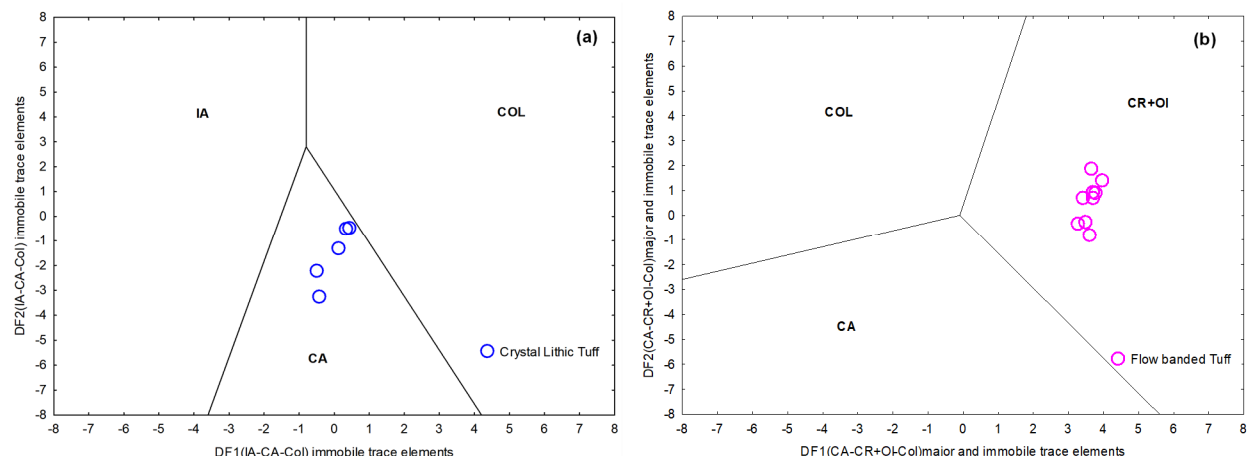 (a)
8
7
6
5
4
3
2
1
0
-1
-2
-3
-4
-5
-6
-7
-8
DF2(IA-CA-Col) immobile trace elements
IA
COL
CA
Crystal Lithic Tuff
-8 -7 -6 -5 -4 -3 -2 -1 0 1 2 3 4 5 6 7 8
DF1(IA-CA-Col) immobile trace elements
(b)
8
7
6
5
4
3
2
1
0
-1
-2
-3
-4
-5
-6
-7
-8
DF2(CA-CR+OI-Col)major and immobile trace elements
CR+OI
COL
CA
Flow banded Tuff
-8 -7 -6 -5 -4 -3 -2 -1 0 1 2 3 4 5 6 7 8
DF1(CA-CR+OI-Col)major and immobile trace elements